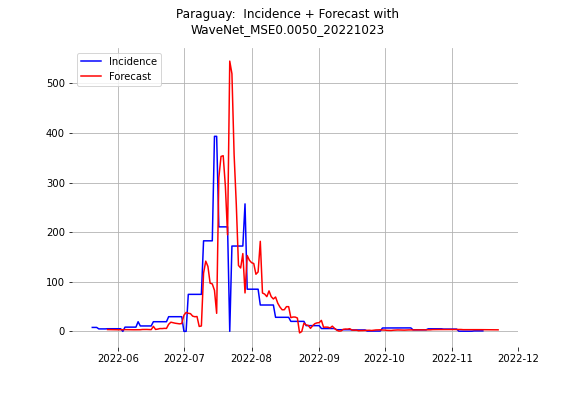 Paraguay:  Incidence + Forecast with
WaveNet_MSE0.0050_20221023
Incidence
Forecast
500
400
300
200
100
0
2022-06 2022-07 2022-08 2022-09 2022-10 2022-11 2022-12